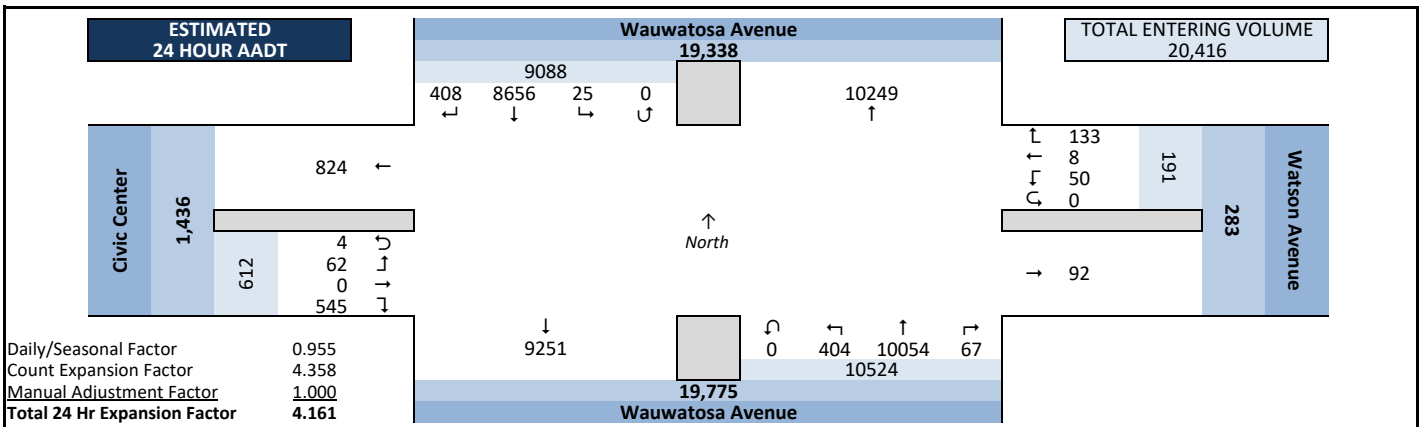 ESTIMATED
24 HOUR AADT
Wauwatosa Avenue
19,338
TOTAL ENTERING VOLUME
20,416
9088
408 8656 25 0
↵ ↓ ↳ ↺
10249
↑
Civic Center
1,436
824 ←
612
4 ⮌
62 ↱
0 →
545 ↴
↑
North
↱ 133
← 8
↲ 50
⮎ 0
191
283
Watson Avenue
→ 92
↓
9251
⮏ ↰ ↑ ↱
0 404 10054 67
10524
19,775
Wauwatosa Avenue
Daily/Seasonal Factor 0.955
Count Expansion Factor 4.358
Manual Adjustment Factor 1.000
Total 24 Hr Expansion Factor 4.161